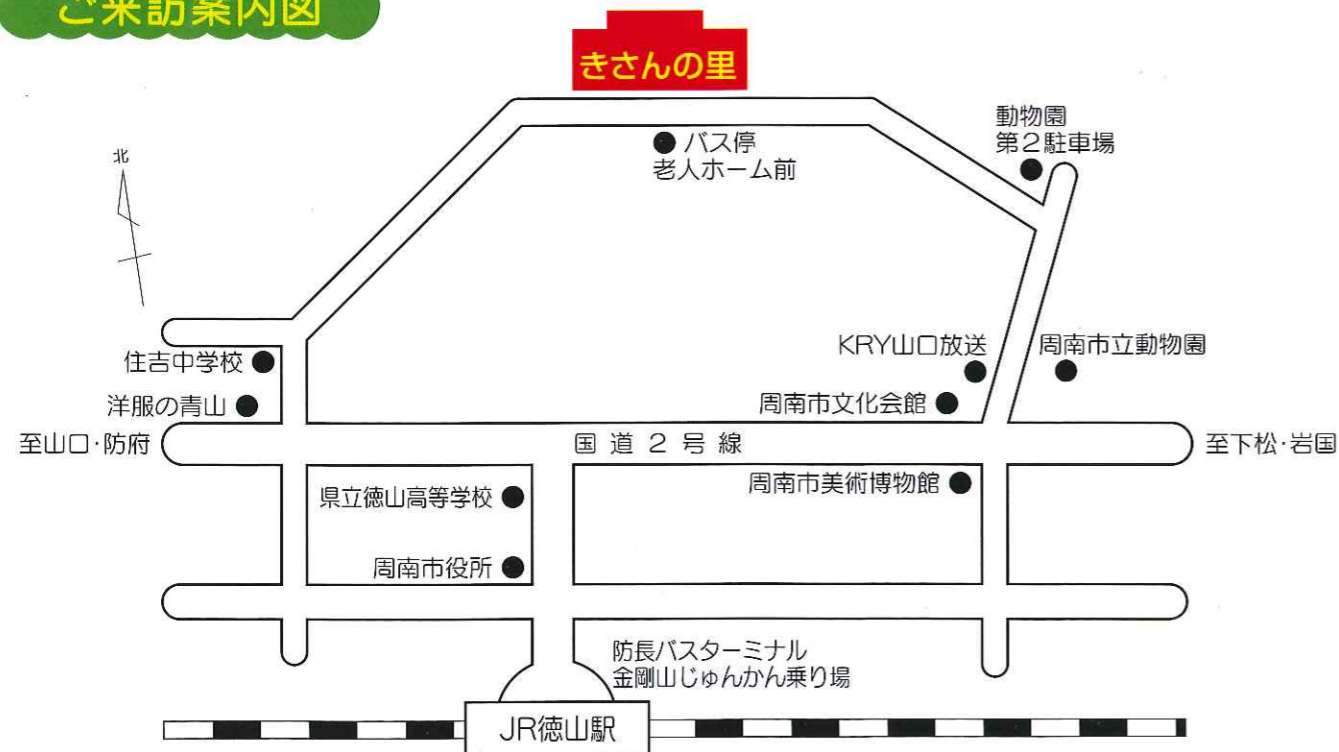 ご来訪案内図
きさんの里
動物園
第2駐車場
バス停
老人ホーム前
北
KRY山口放送
周南市立動物園
住吉中学校
洋服の青山
周南市文化会館
至山口・防府
国道2号線
至下松・岩国
県立徳山高等学校
周南市美術博物館
周南市役所
防長バスターミナル
金剛山じゅんかん乗り場
JR徳山駅